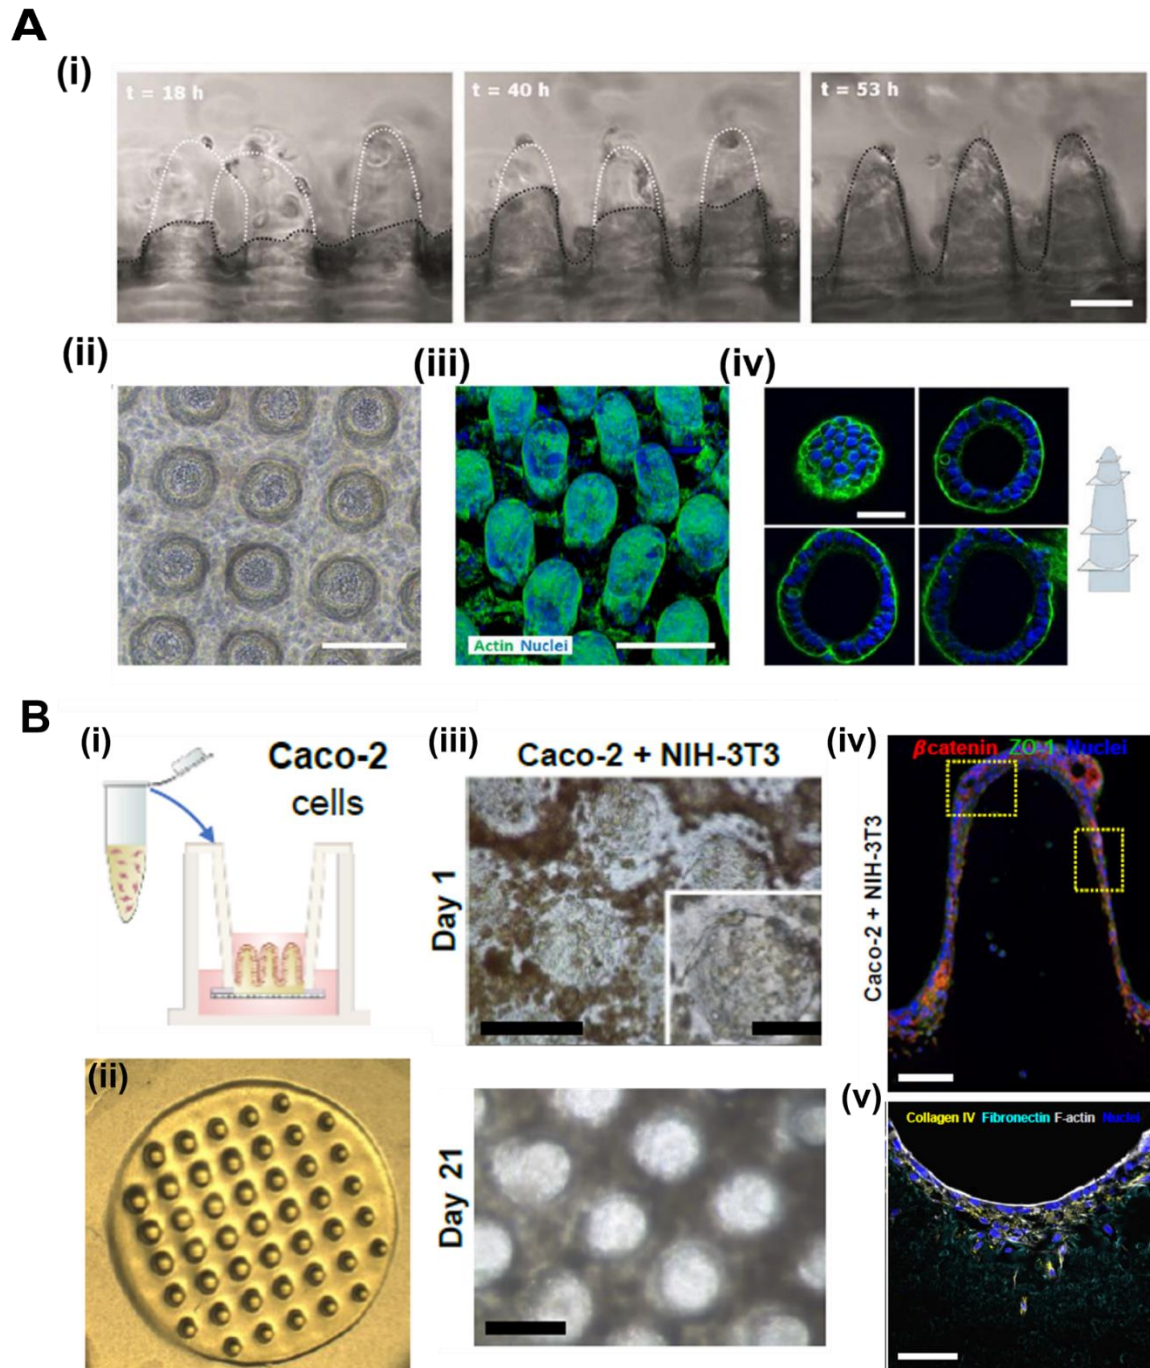 A
(i)
t = 18 h
t = 40 h
t = 53 h
(ii)
(iii)
(iv)
Actin Nuclei
B
(i)
Caco-2
cells
(ii)
(iii)
Caco-2 + NIH-3T3
Day 1
Day 21
(iv)
βcatenin ZO-1 Nuclei
Caco-2 + NIH-3T3
(v)
Collagen IV Fibronectin F-actin Nuclei